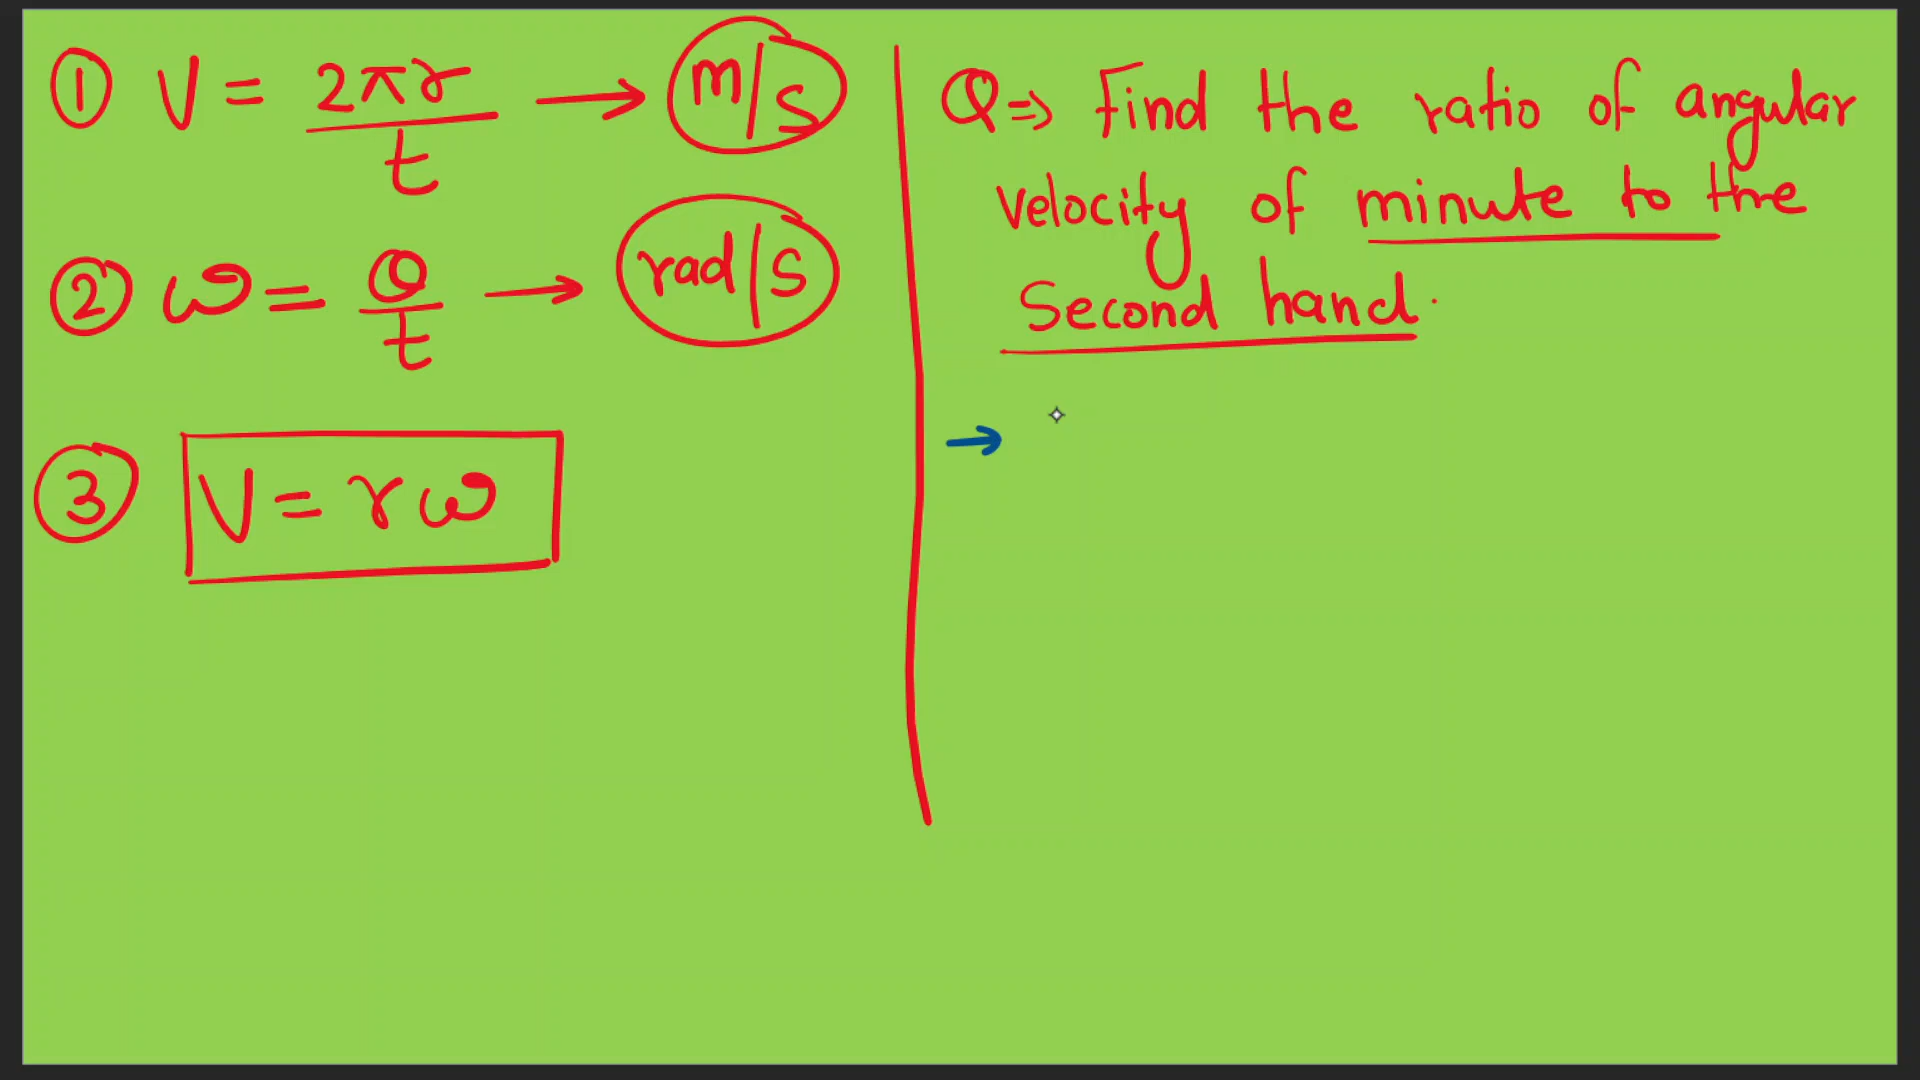 ① V = 2πr / t → m/s
② ω = θ / t → rad/s
③ V = rω
Q ⇒ Find the ratio of angular
velocity of minute to the
Second hand.
→